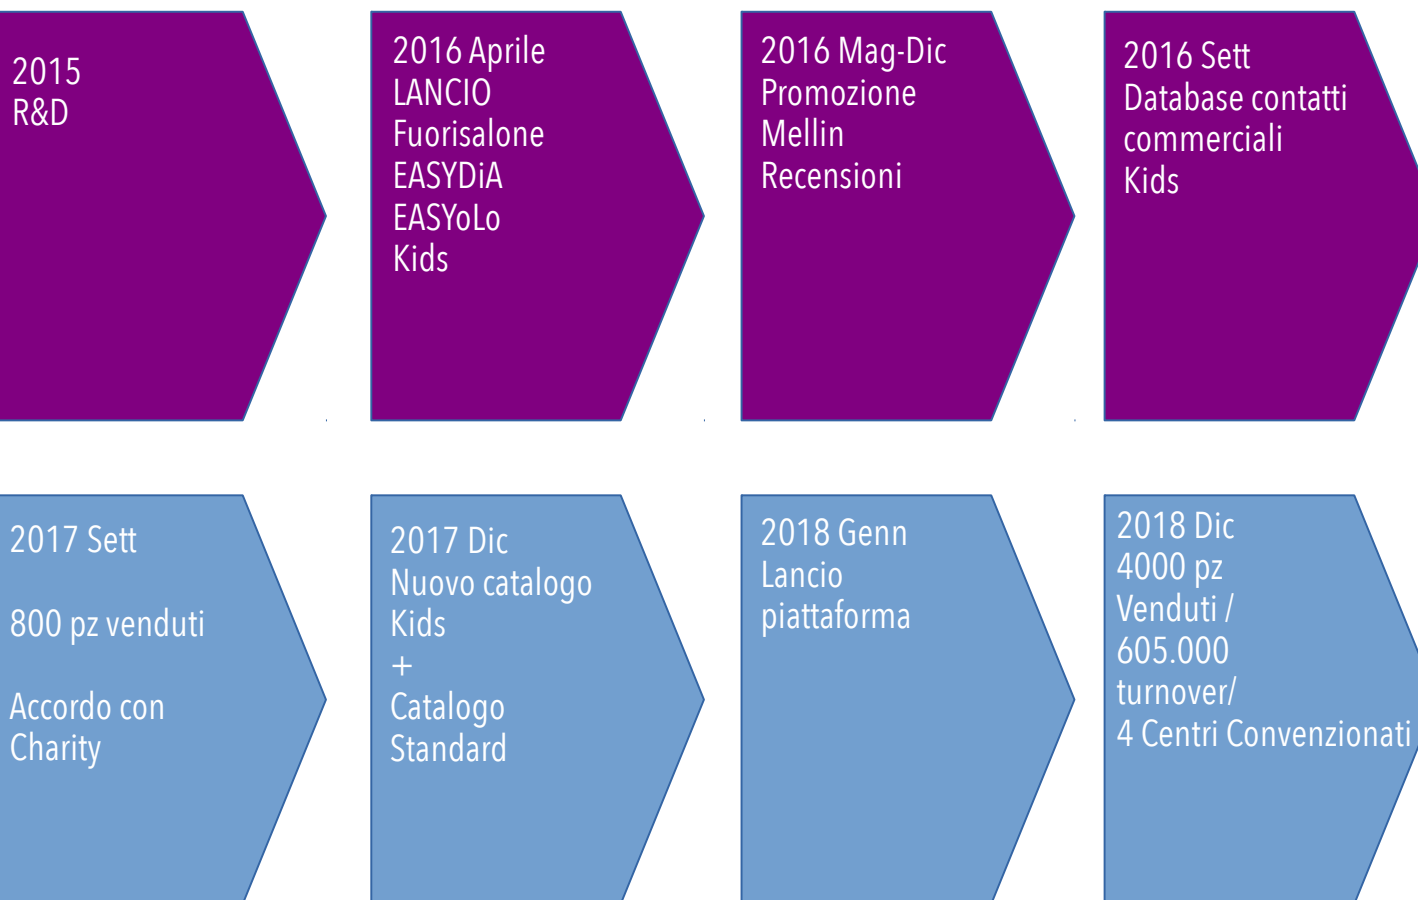 2015
R&D
2016 Aprile
LANCIO
Fuorisalone
EASYDiA
EASYoLo
Kids
2016 Mag-Dic
Promozione
Mellin
Recensioni
2016 Sett
Database contatti
commerciali
Kids
2017 Sett
800 pz venduti
Accordo con
Charity
2017 Dic
Nuovo catalogo
Kids
+
Catalogo
Standard
2018 Genn
Lancio
piattaforma
2018 Dic
4000 pz
Venduti /
605.000
turnover/
4 Centri Convenzionati